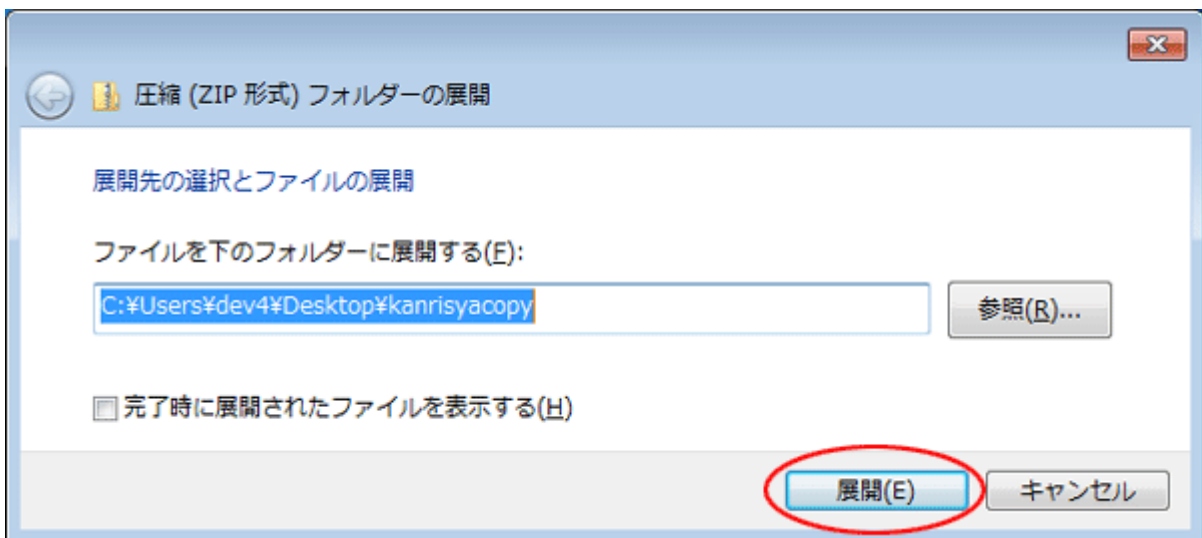 圧縮 (ZIP 形式) フォルダーの展開
展開先の選択とファイルの展開
ファイルを下のフォルダーに展開する(F):
C:¥Users¥dev4¥Desktop¥kanrisyacopy
参照(R)...
完了時に展開されたファイルを表示する(H)
展開(E)
キャンセル